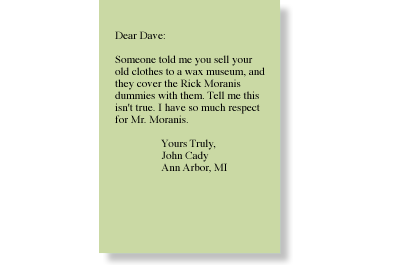 Dear Dave:
Someone told me you sell your
old clothes to a wax museum, and
they cover the Rick Moranis
dummies with them. Tell me this
isn't true. I have so much respect
for Mr. Moranis.
Yours Truly,
John Cady
Ann Arbor, MI